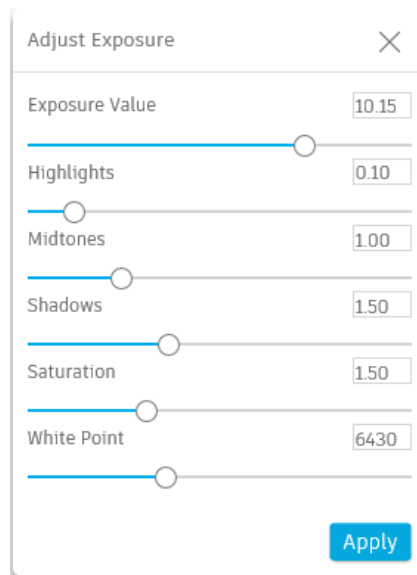 Adjust Exposure
Exposure Value 10.15
Highlights 0.10
Midtones 1.00
Shadows 1.50
Saturation 1.50
White Point 6430
Apply